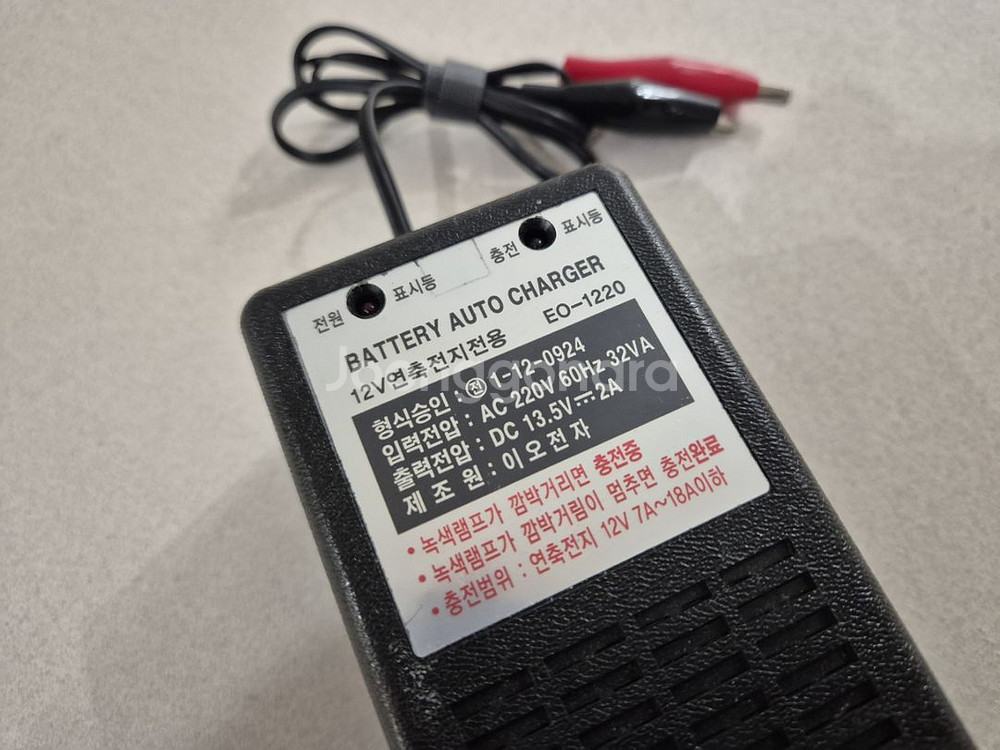 전원 표시등 충전 표시등
BATTERY AUTO CHARGER
12V연축전지전용 EO-1220
형식승인 : 전 1-12-0924
입력전압 : AC 220V 60Hz 32VA
출력전압 : DC 13.5V⎓2A
제 조 원 : 이 오 전 자
• 녹색램프가 깜박거리면 충전중
• 녹색램프가 깜박거림이 멈추면 충전완료
• 충전범위 : 연축전지 12V 7A~18A이하
Joonggonara